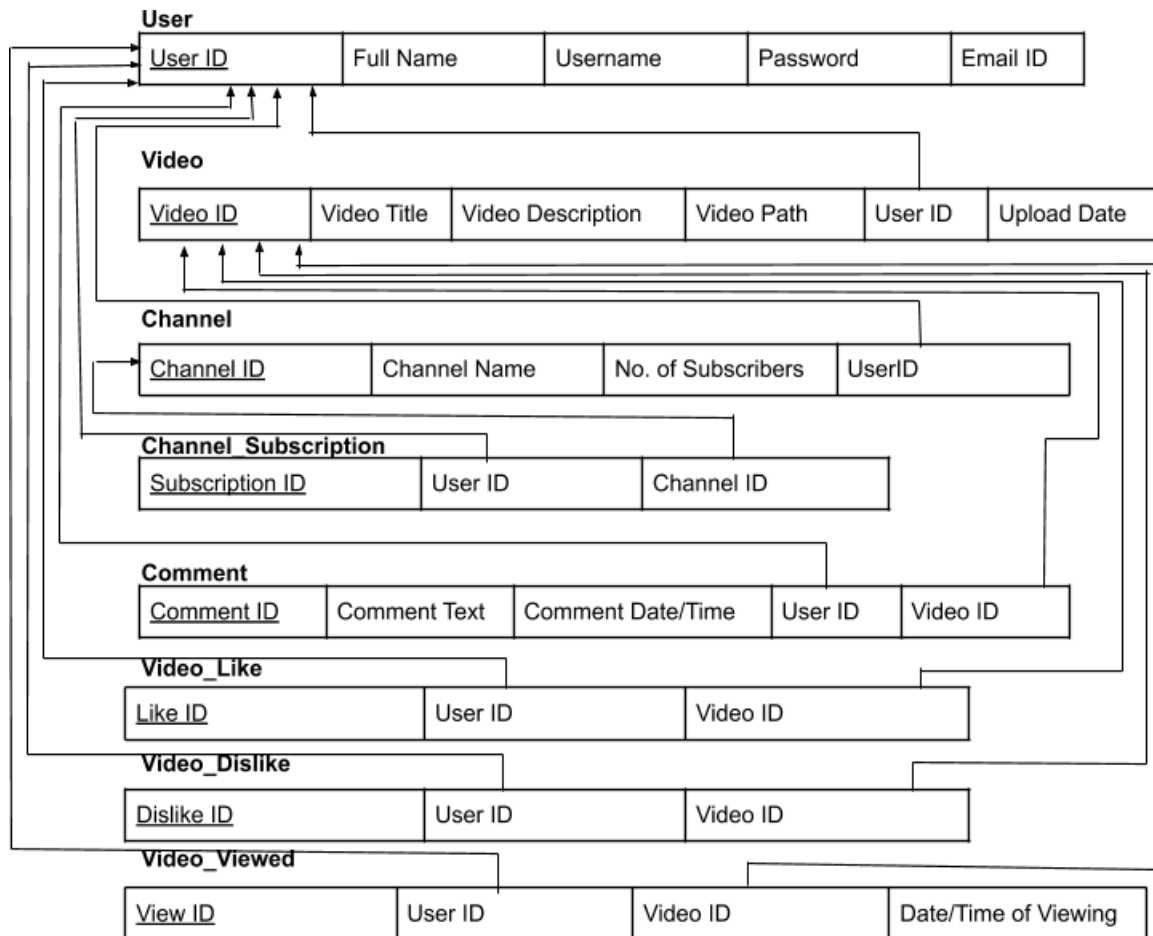 User
User ID Full Name Username Password Email ID
Video
Video ID Video Title Video Description Video Path User ID Upload Date
Channel
Channel ID Channel Name No. of Subscribers UserID
Channel_Subscription
Subscription ID User ID Channel ID
Comment
Comment ID Comment Text Comment Date/Time User ID Video ID
Video_Like
Like ID User ID Video ID
Video_Dislike
Dislike ID User ID Video ID
Video_Viewed
View ID User ID Video ID Date/Time of Viewing